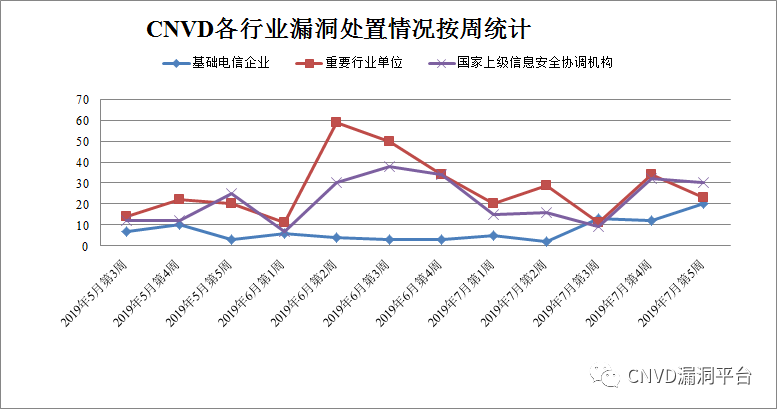 CNVD各行业漏洞处置情况按周统计
基础电信企业 重要行业单位 国家上级信息安全协调机构
70
60
50
40
30
20
10
0
2019年5月第3周
2019年5月第4周
2019年5月第5周
2019年6月第1周
2019年6月第2周
2019年6月第3周
2019年6月第4周
2019年7月第1周
2019年7月第2周
2019年7月第3周
2019年7月第4周
2019年7月第5周
CNVD漏洞平台